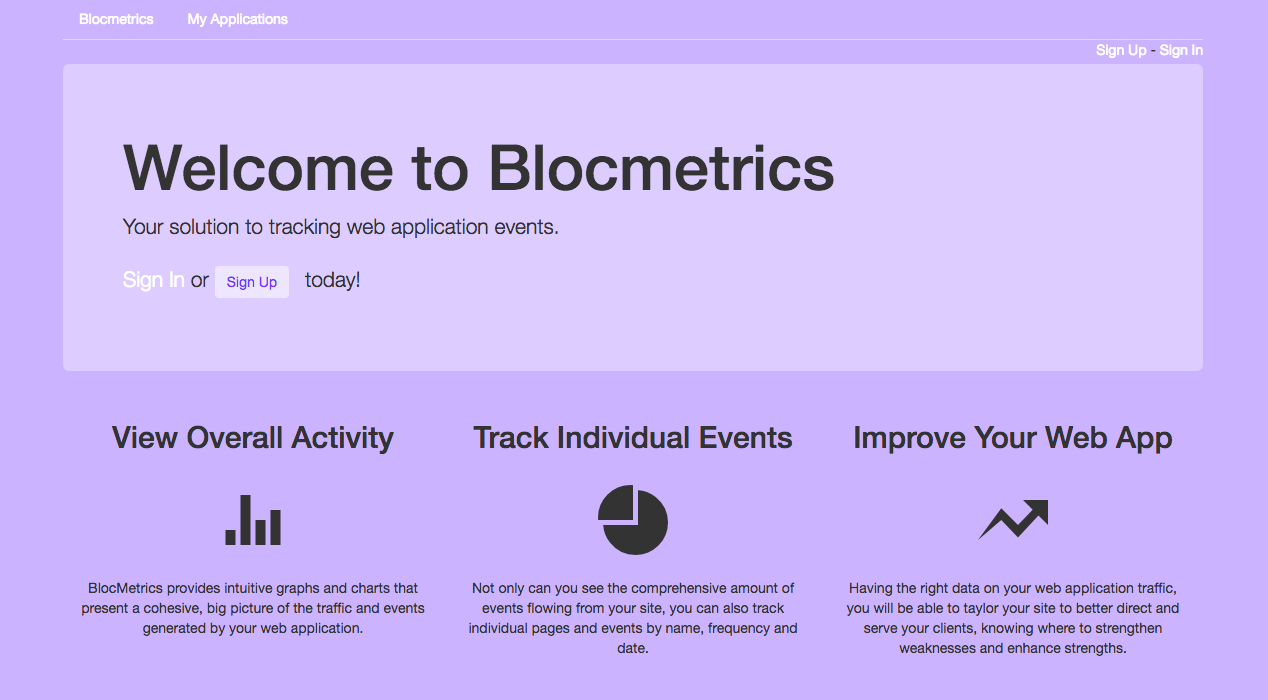 Blocmetrics My Applications
Sign Up - Sign In
Welcome to Blocmetrics
Your solution to tracking web application events.
Sign In or Sign Up today!
View Overall Activity
BlocMetrics provides intuitive graphs and charts that
present a cohesive, big picture of the traffic and events
generated by your web application.
Track Individual Events
Not only can you see the comprehensive amount of
events flowing from your site, you can also track
individual pages and events by name, frequency and
date.
Improve Your Web App
Having the right data on your web application traffic,
you will be able to taylor your site to better direct and
serve your clients, knowing where to strengthen
weaknesses and enhance strengths.